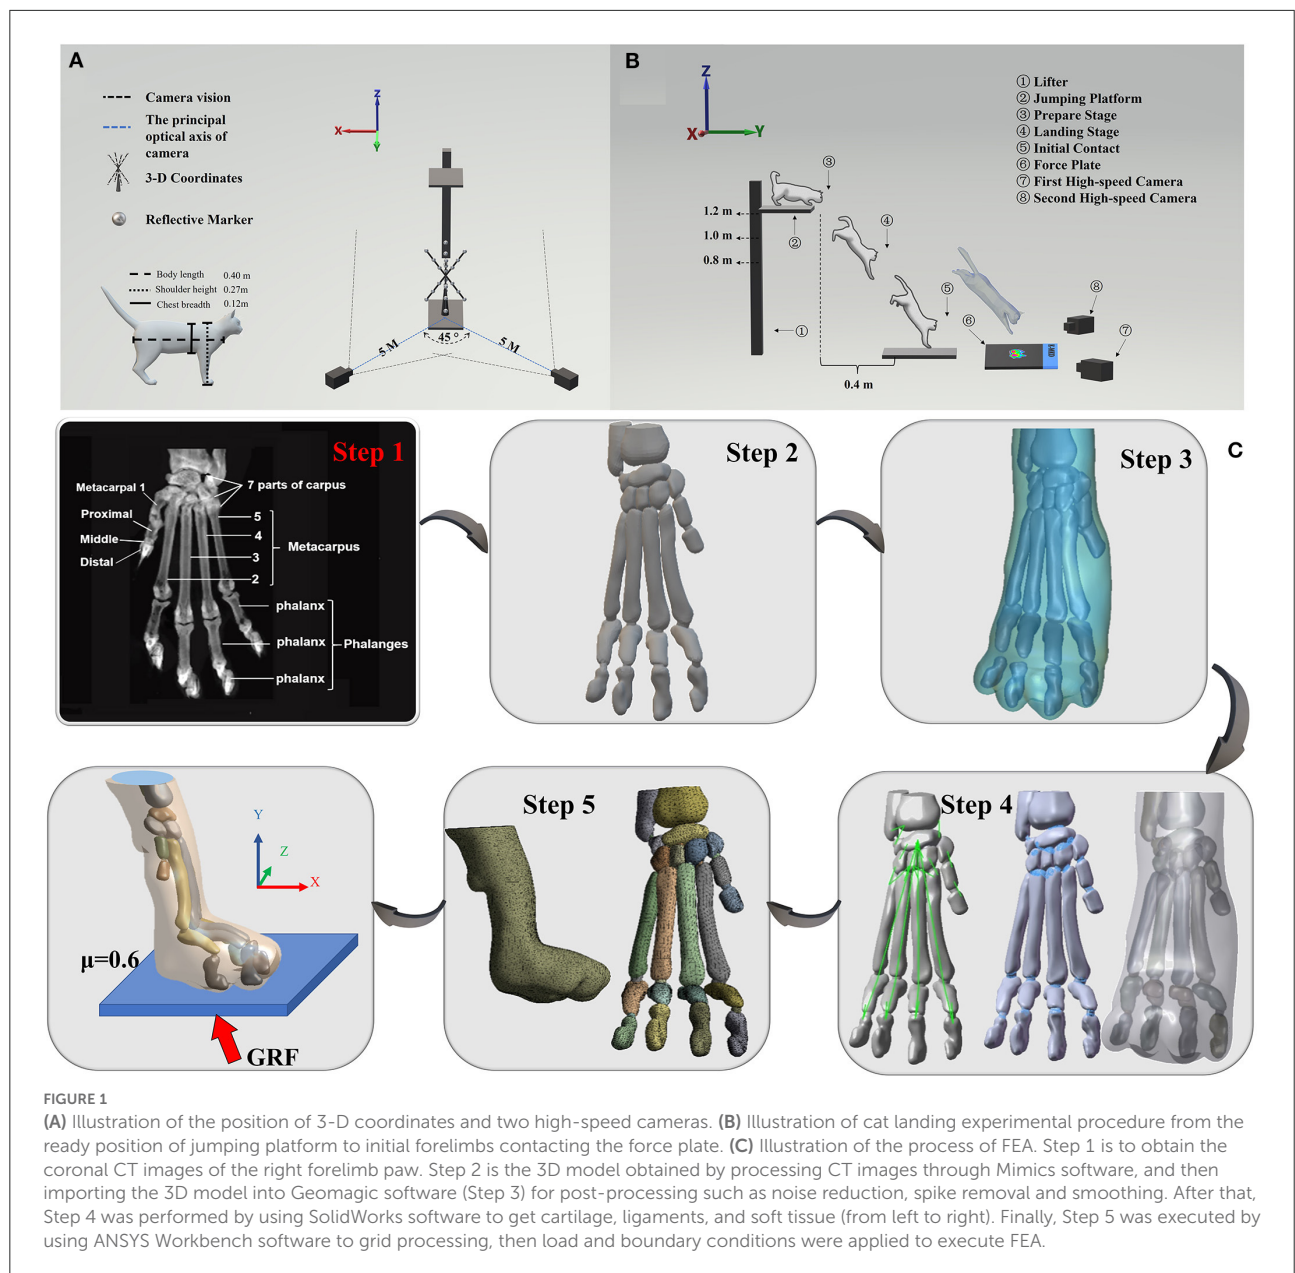 A
Camera vision
The principal
optical axis of
camera
3-D Coordinates
Reflective Marker
Body length 0.40 m
Shoulder height 0.27m
Chest breadth 0.12m
Z
X
Y
45°
5 M
5 M
B
Z
X
Y
① Lifter
② Jumping Platform
③ Prepare Stage
④ Landing Stage
⑤ Initial Contact
⑥ Force Plate
⑦ First High-speed Camera
⑧ Second High-speed Camera
③
1.2 m
②
④
1.0 m
0.8 m
⑤
⑧
⑥
①
⑦
0.4 m
Step 1
Metacarpal 1
7 parts of carpus
Proximal
5
Middle
4
Metacarpus
Distal
3
2
phalanx
phalanx
Phalanges
phalanx
Step 2
Step 3
C
Step 4
Step 5
Y
Z
X
μ=0.6
GRF
FIGURE 1
(A) Illustration of the position of 3-D coordinates and two high-speed cameras. (B) Illustration of cat landing experimental procedure from the
ready position of jumping platform to initial forelimbs contacting the force plate. (C) Illustration of the process of FEA. Step 1 is to obtain the
coronal CT images of the right forelimb paw. Step 2 is the 3D model obtained by processing CT images through Mimics software, and then
importing the 3D model into Geomagic software (Step 3) for post-processing such as noise reduction, spike removal and smoothing. After that,
Step 4 was performed by using SolidWorks software to get cartilage, ligaments, and soft tissue (from left to right). Finally, Step 5 was executed by
using ANSYS Workbench software to grid processing, then load and boundary conditions were applied to execute FEA.